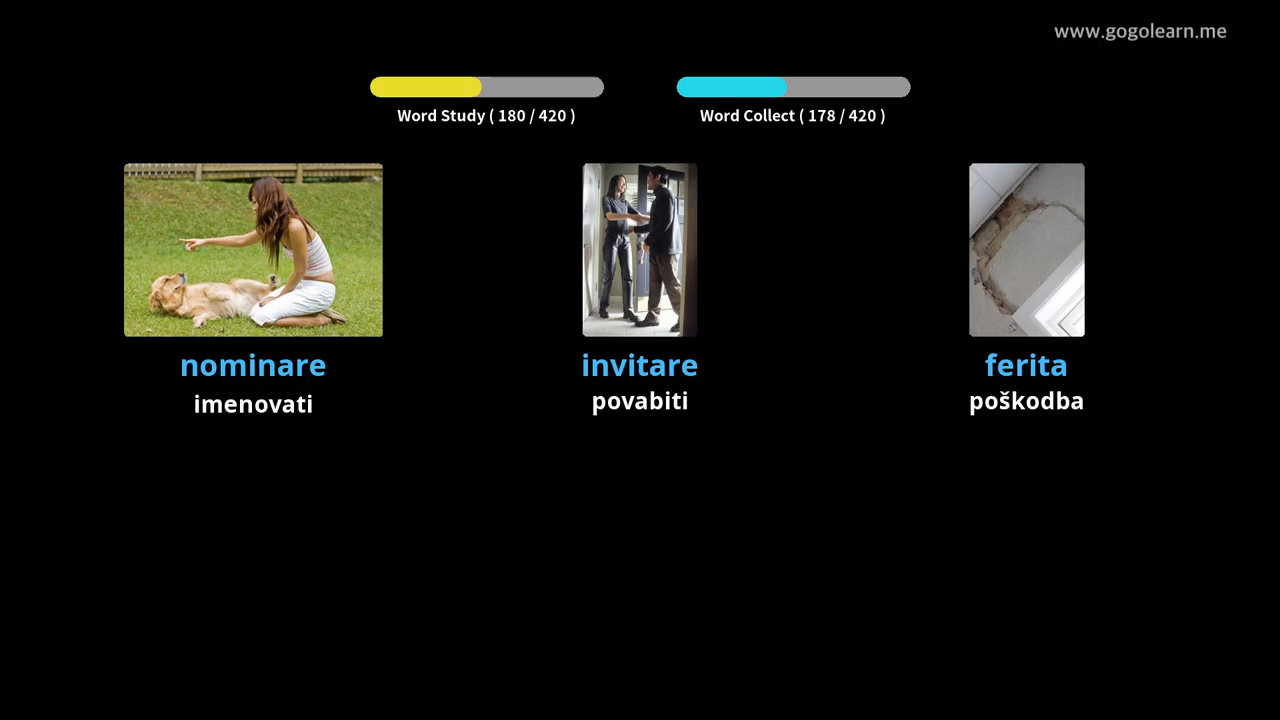 www.gogolearn.me
Word Study ( 180 / 420 )
Word Collect ( 178 / 420 )
nominare
imenovati
invitare
povabiti
ferita
poškodba